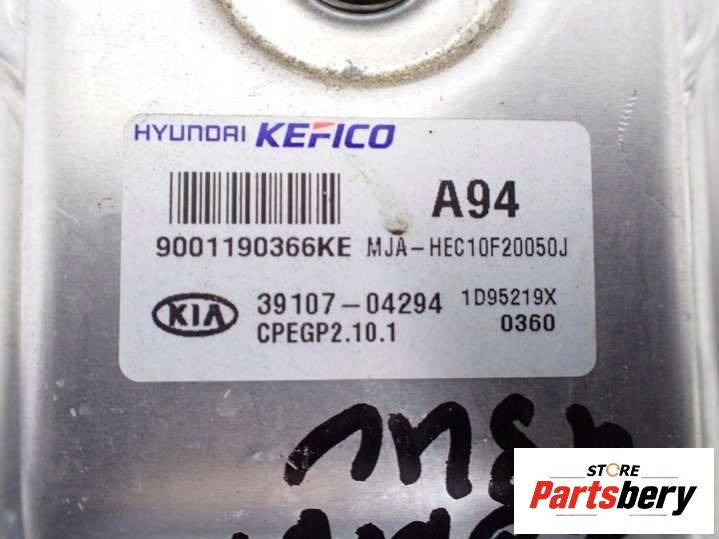 HYUNDAI KEFICO
A94
9001190366KE MJA-HEC10F20050J
KIA 39107-04294 1D95219X
CPEGP2.10.1 0360
STORE
Partsbery